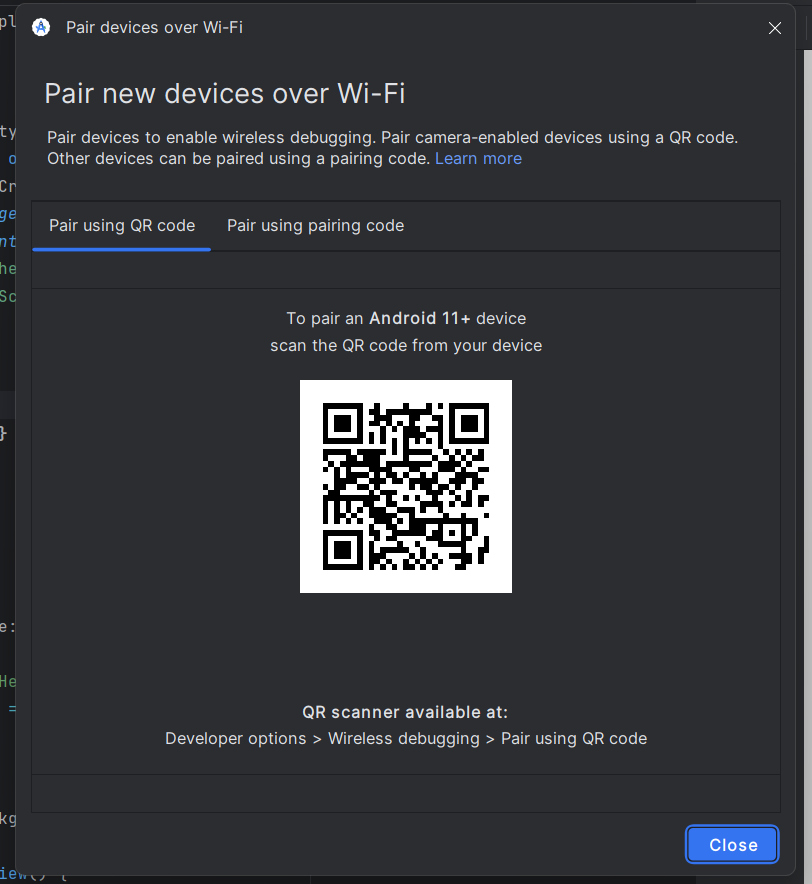 Pair devices over Wi-Fi
Pair new devices over Wi-Fi
Pair devices to enable wireless debugging. Pair camera-enabled devices using a QR code.
Other devices can be paired using a pairing code. Learn more
Pair using QR code
Pair using pairing code
To pair an Android 11+ device
scan the QR code from your device
QR scanner available at:
Developer options > Wireless debugging > Pair using QR code
Close